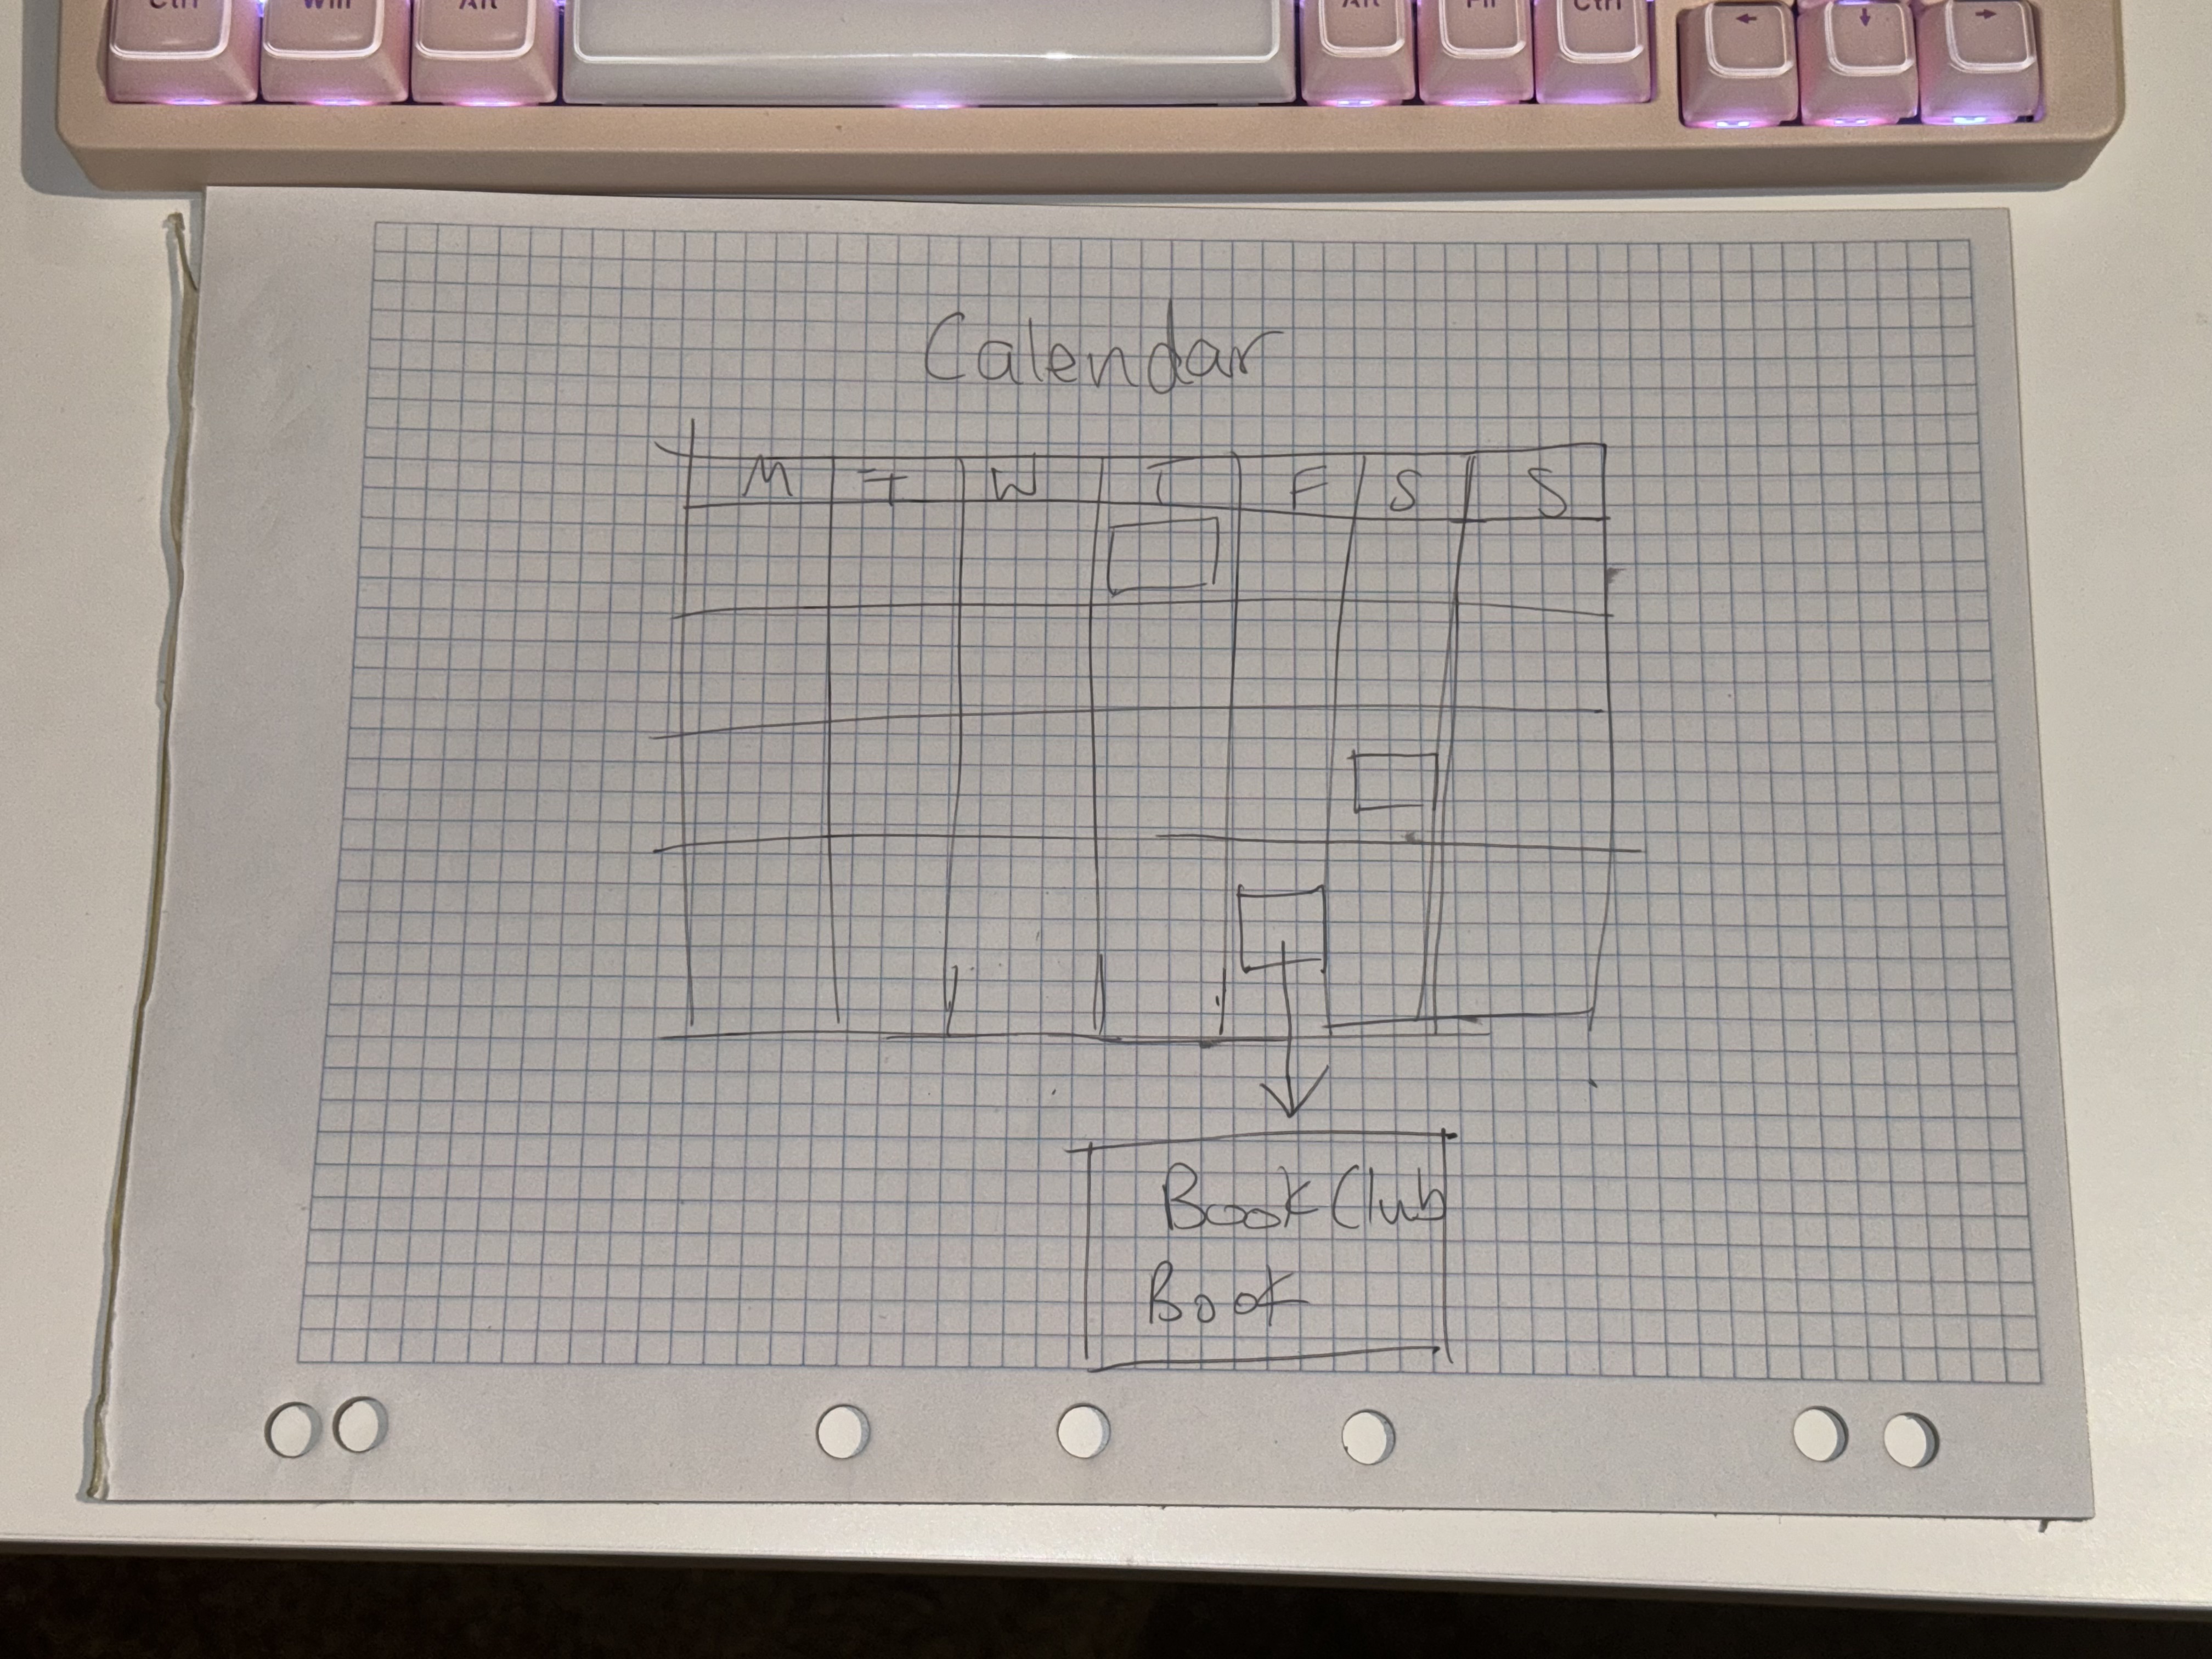 Ctrl Win Alt Alt Fn Ctrl
Calendar
M T W T F S S
Book Club
Book